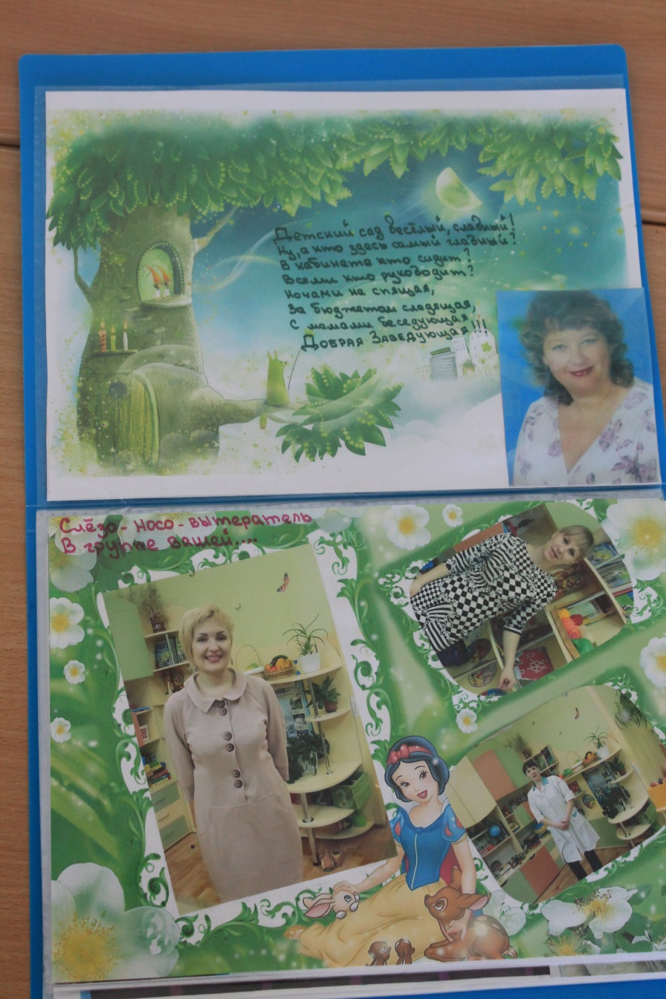 Детский сад весёлый, славный!
Ну, а кто здесь самый главный?
В кабинете кто сидит?
Всеми кто руководит?
Ночами не спящая,
За бюджетом следящая,
С мамами беседующая,
Добрая Заведующая!!!
Слёзо-носо-вытератель
В группе вашей....